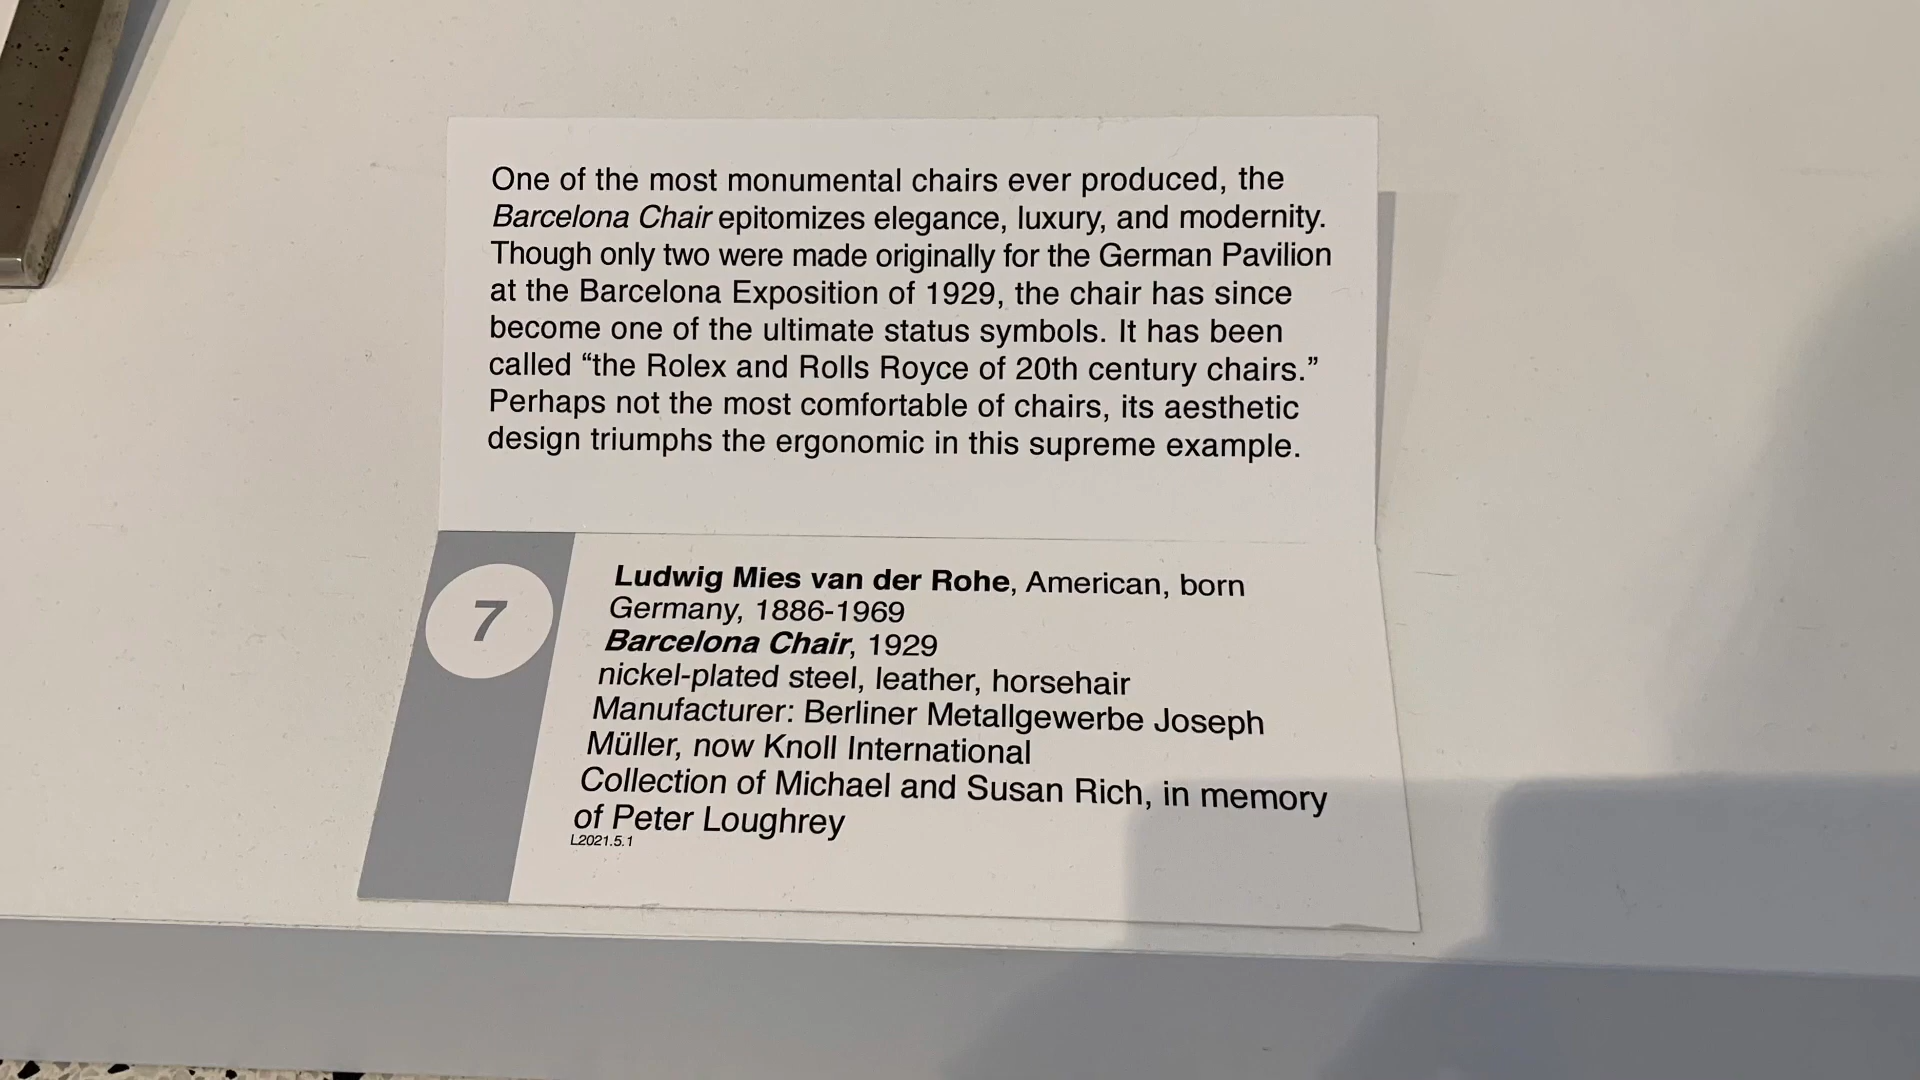 One of the most monumental chairs ever produced, the
Barcelona Chair epitomizes elegance, luxury, and modernity.
Though only two were made originally for the German Pavilion
at the Barcelona Exposition of 1929, the chair has since
become one of the ultimate status symbols. It has been
called “the Rolex and Rolls Royce of 20th century chairs.”
Perhaps not the most comfortable of chairs, its aesthetic
design triumphs the ergonomic in this supreme example.
7
Ludwig Mies van der Rohe, American, born
Germany, 1886-1969
Barcelona Chair, 1929
nickel-plated steel, leather, horsehair
Manufacturer: Berliner Metallgewerbe Joseph
Müller, now Knoll International
Collection of Michael and Susan Rich, in memory
of Peter Loughrey
L2021.5.1